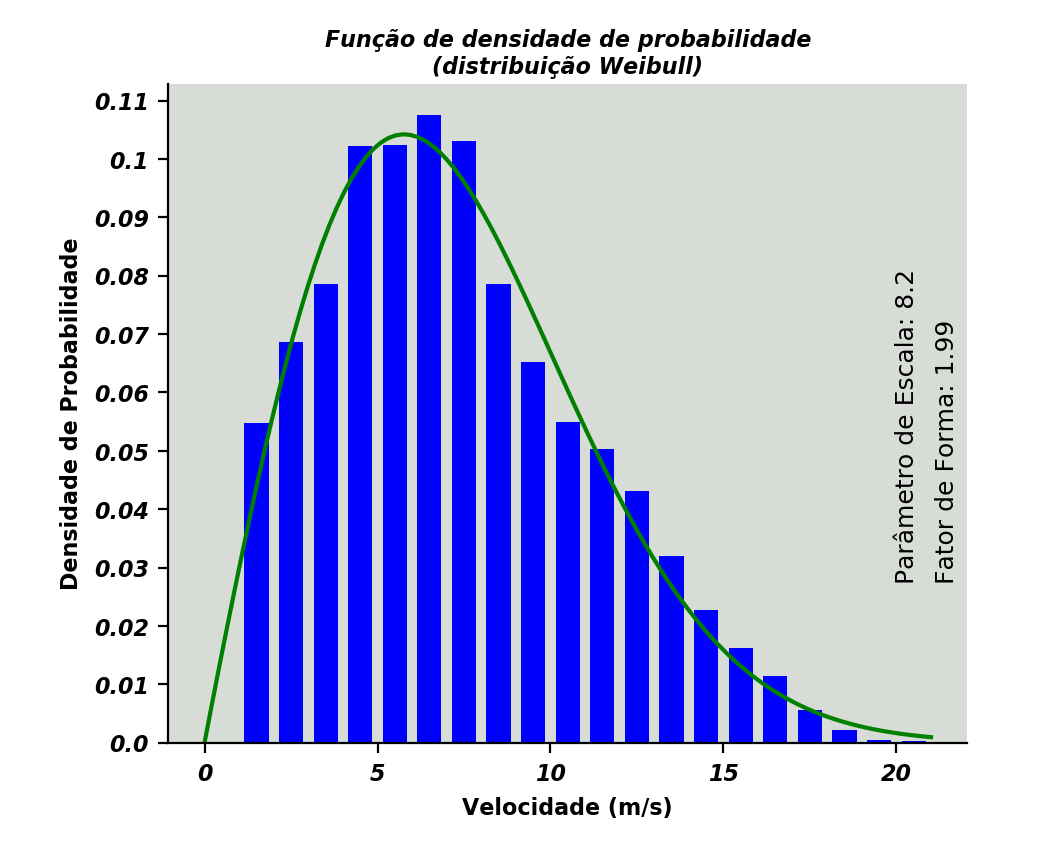 Função de densidade de probabilidade
(distribuição Weibull)
0.11
0.1
0.09
0.08
0.07
0.06
0.05
0.04
0.03
0.02
0.01
0.0
Densidade de Probabilidade
Parâmetro de Escala: 8.2
Fator de Forma: 1.99
0 5 10 15 20
Velocidade (m/s)